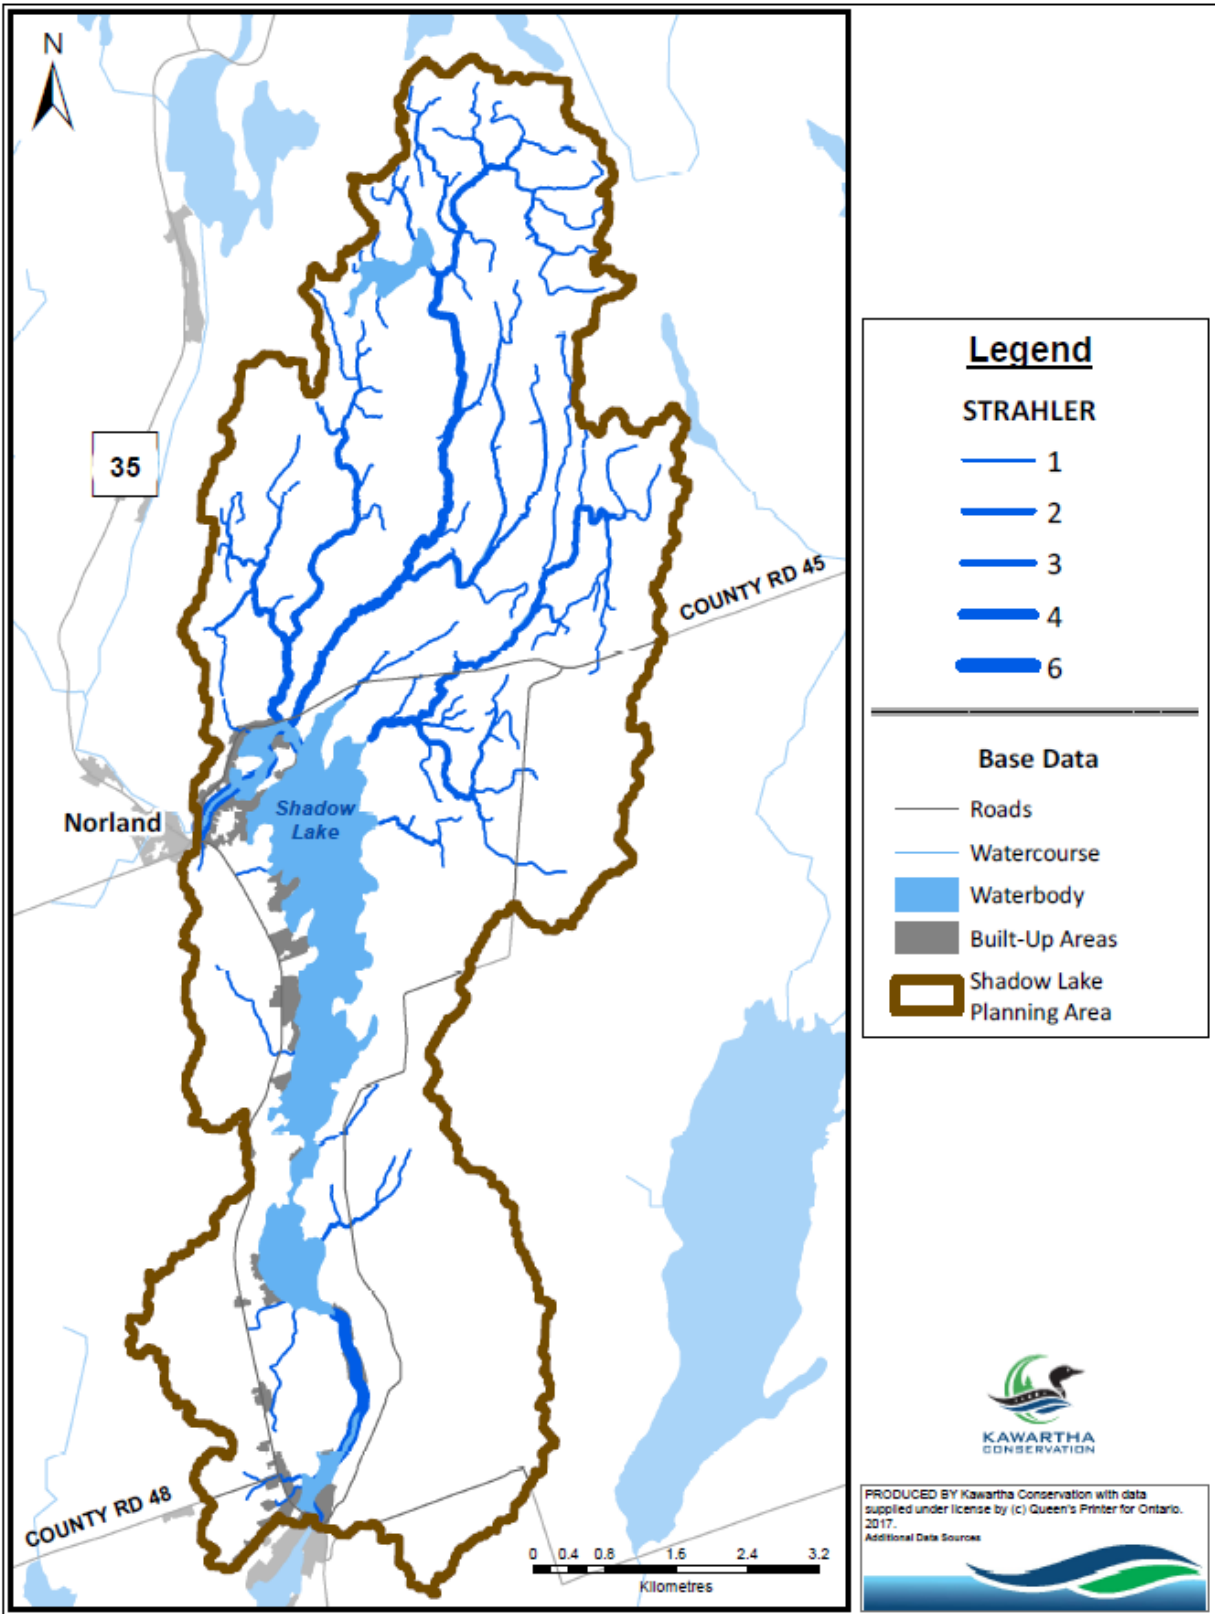 N
35
COUNTY RD 45
Norland
Shadow
Lake
COUNTY RD 48
0 0.4 0.8 1.6 2.4 3.2
Kilometres
Legend
STRAHLER
1
2
3
4
6
Base Data
Roads
Watercourse
Waterbody
Built-Up Areas
Shadow Lake
Planning Area
KAWARTHA
CONSERVATION
PRODUCED BY Kawartha Conservation with data
supplied under license by (c) Queen's Printer for Ontario.
2017.
Additional Data Sources